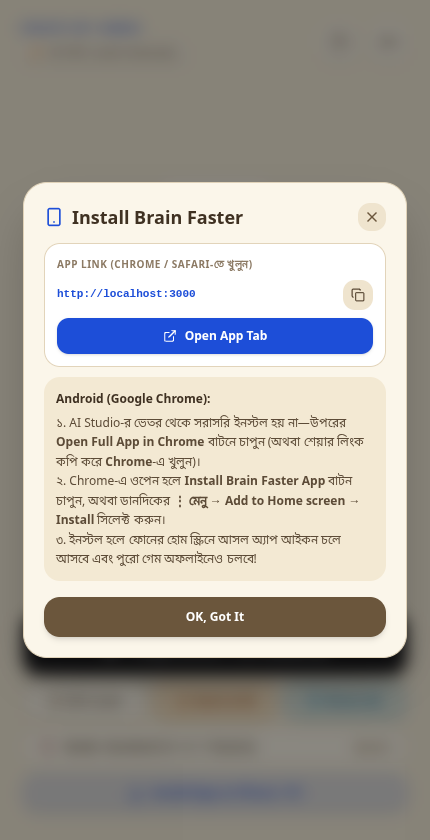 Install Brain Faster
APP LINK (CHROME / SAFARI-তে খুলুন)
http://localhost:3000
Open App Tab
Android (Google Chrome):
১. AI Studio-র ভেতর থেকে সরাসরি ইনস্টল হয় না—উপরের
Open Full App in Chrome বাটনে চাপুন (অথবা শেয়ার লিংক
কপি করে Chrome-এ খুলুন)।
২. Chrome-এ ওপেন হলে Install Brain Faster App বাটন
চাপুন, অথবা ডানদিকের ⋮ মেনু → Add to Home screen →
Install সিলেক্ট করুন।
৩. ইনস্টল হলে ফোনের হোম স্ক্রিনে আসল অ্যাপ আইকন চলে
আসবে এবং পুরো গেম অফলাইনেও চলবে!
OK, Got It